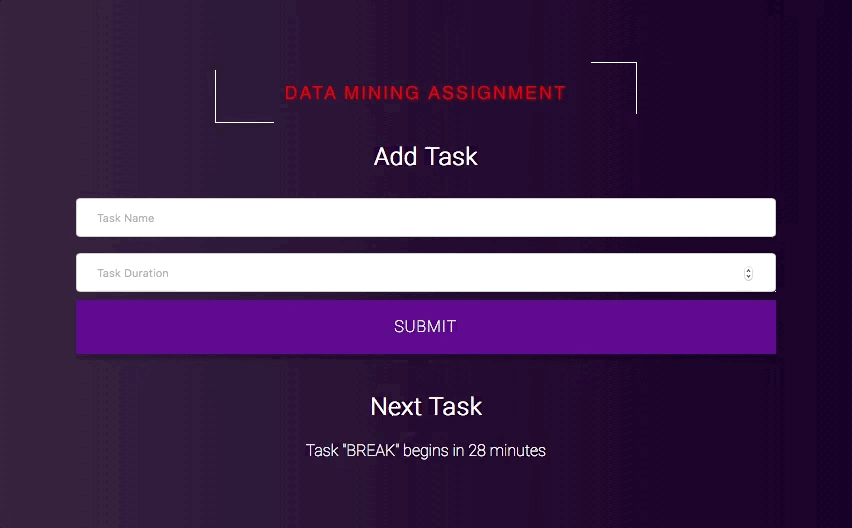 DATA MINING ASSIGNMENT
Add Task
Task Name
Task Duration
SUBMIT
Next Task
Task "BREAK" begins in 28 minutes